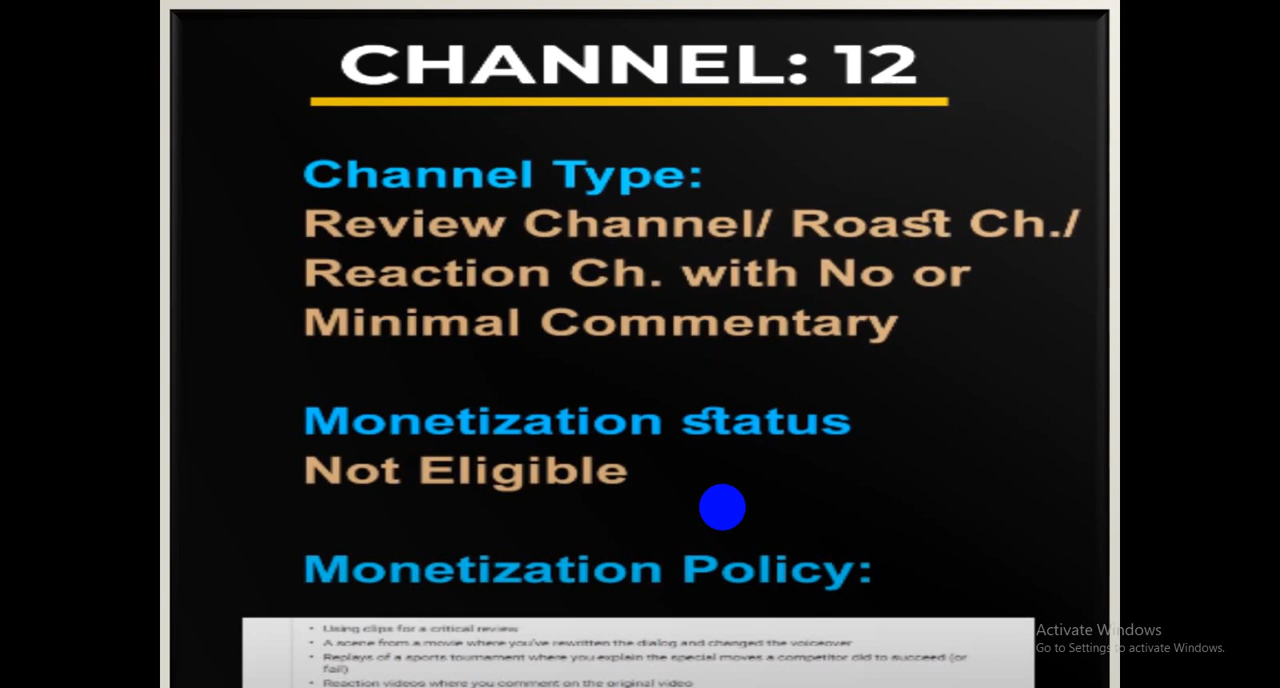 CHANNEL: 12
Channel Type:
Review Channel/ Roast Ch./
Reaction Ch. with No or
Minimal Commentary
Monetization status
Not Eligible
Monetization Policy:
• Using clips for a critical review
• A scene from a movie where you've rewritten the dialog and changed the voiceover
• Replays of a sports tournament where you explain the special moves a competitor did to succeed (or
fail)
• Reaction videos where you comment on the original video
Activate Windows
Go to Settings to activate Windows.